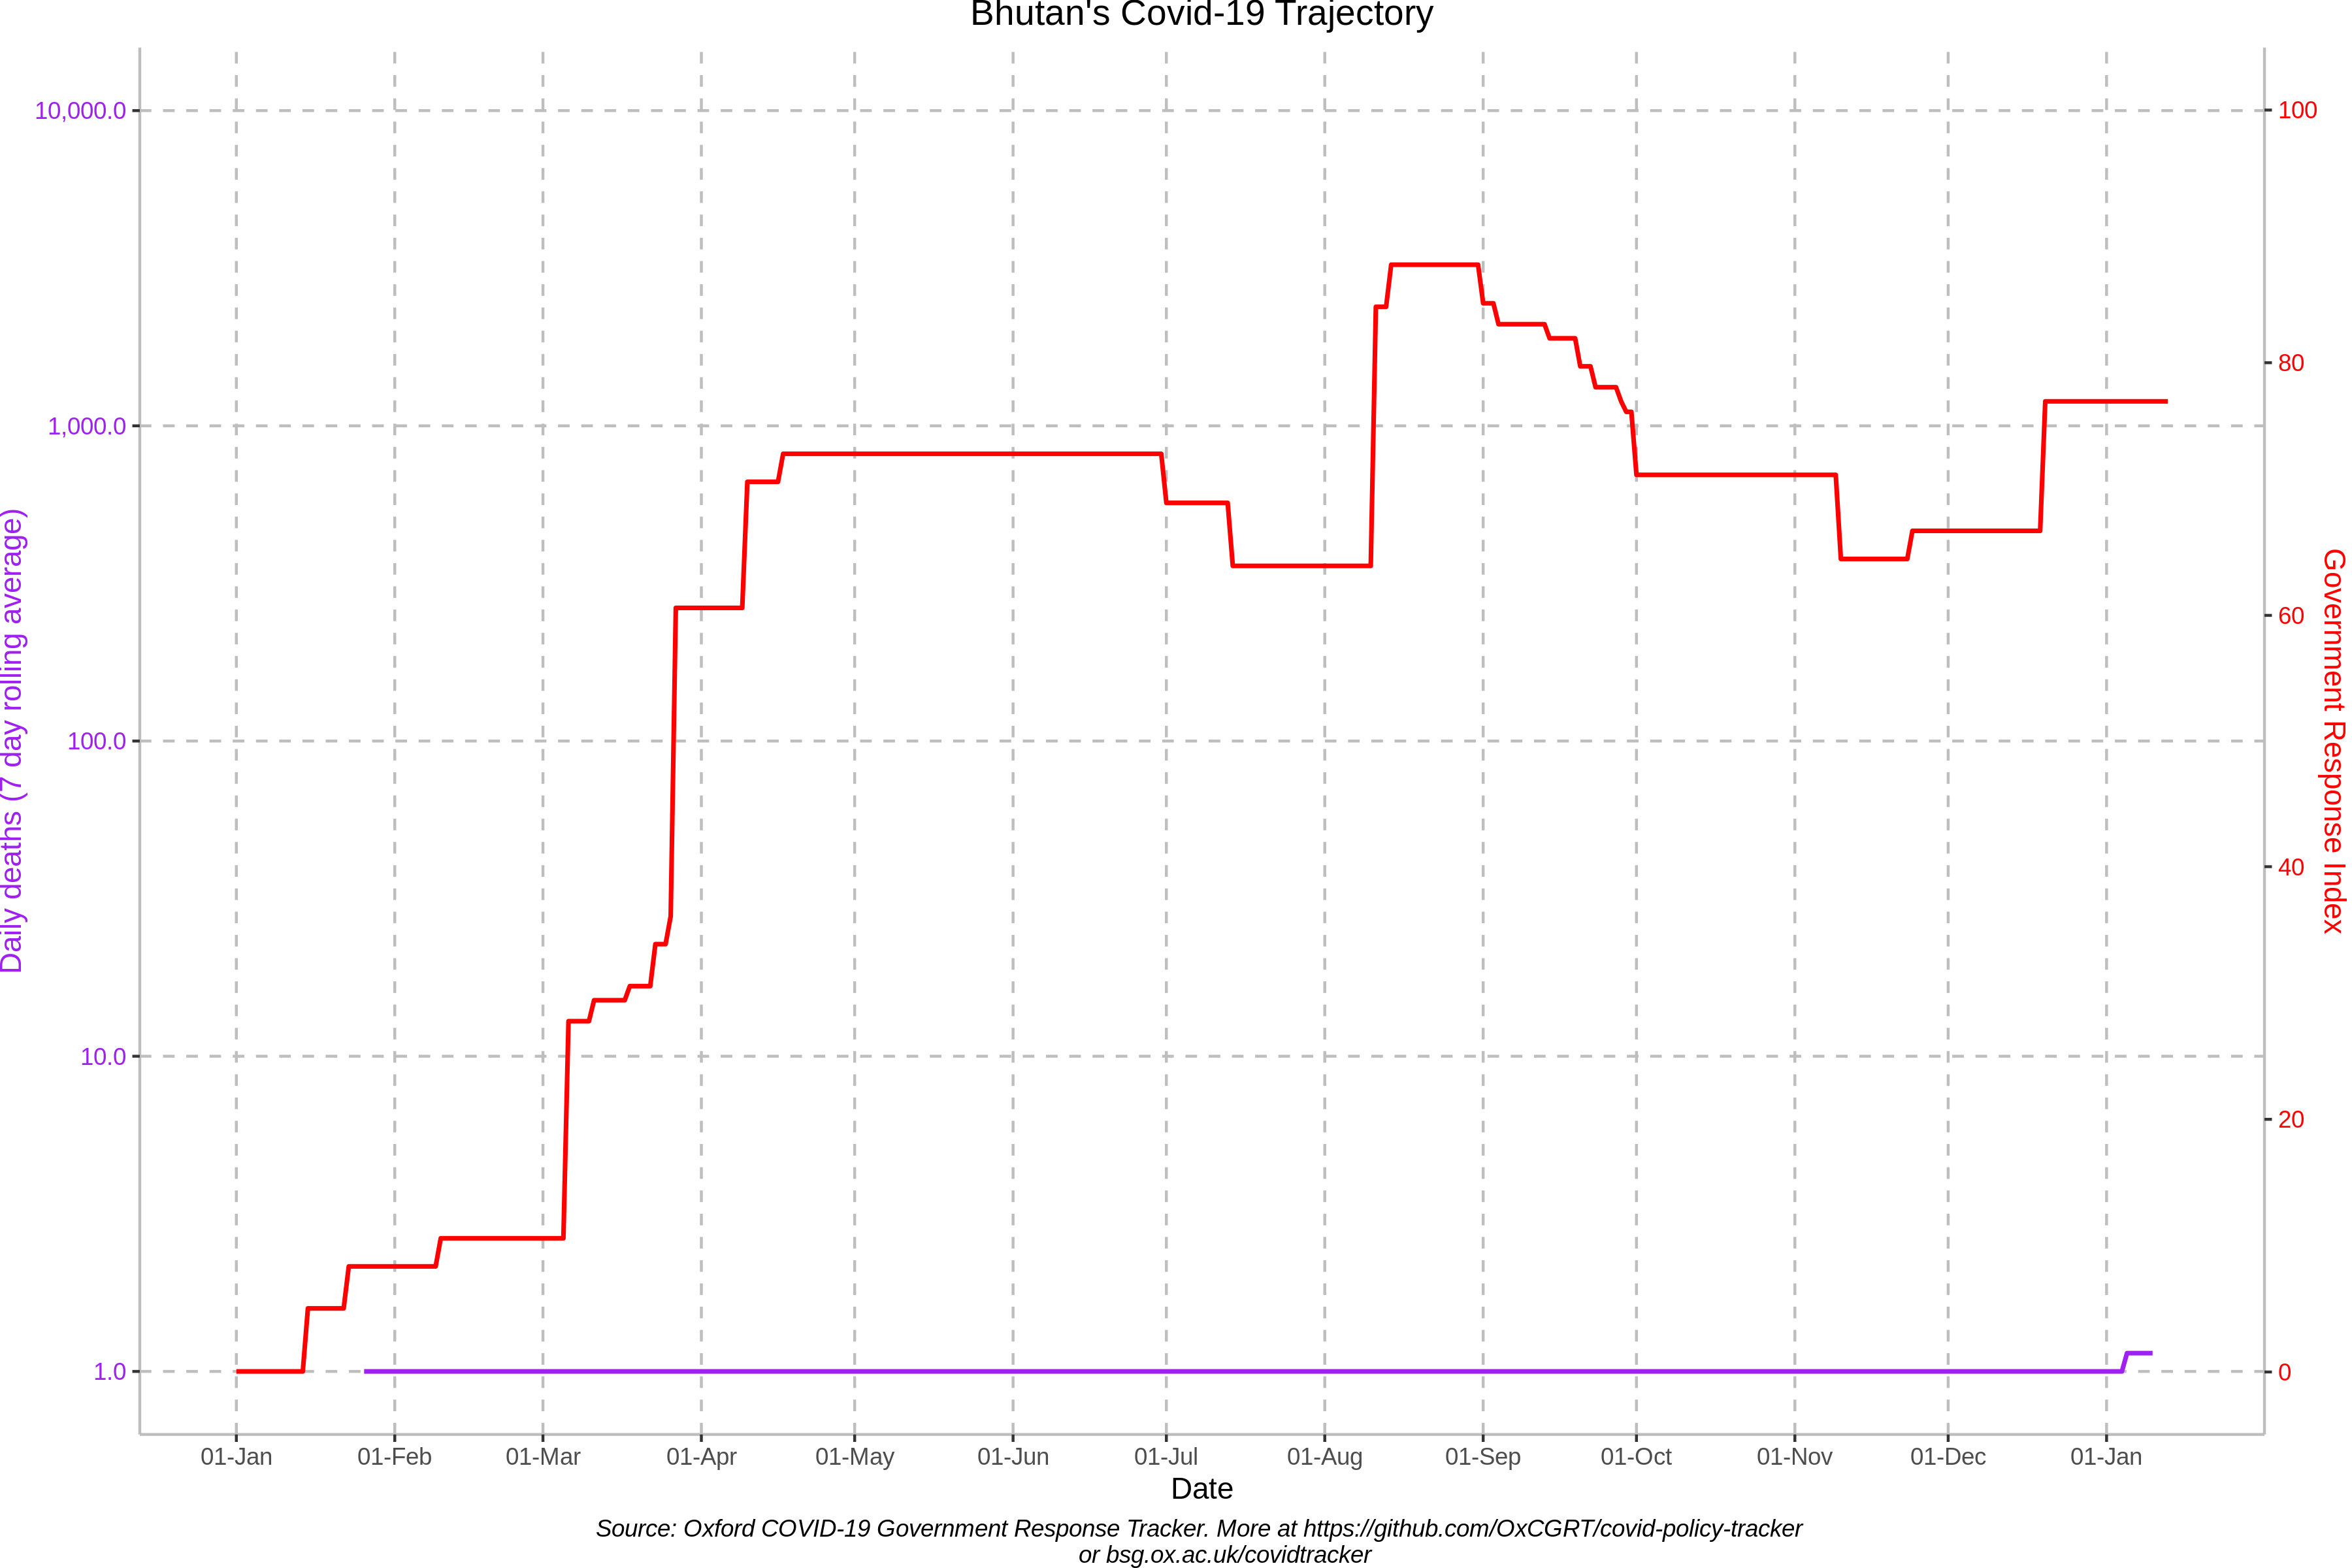 Bhutan's Covid-19 Trajectory
10,000.0
1,000.0
100.0
10.0
1.0
Daily deaths (7 day rolling average)
100
80
60
40
20
0
Government Response Index
01-Jan
01-Feb
01-Mar
01-Apr
01-May
01-Jun
01-Jul
01-Aug
01-Sep
01-Oct
01-Nov
01-Dec
01-Jan
Date
Source: Oxford COVID-19 Government Response Tracker. More at https://github.com/OxCGRT/covid-policy-tracker
or bsg.ox.ac.uk/covidtracker